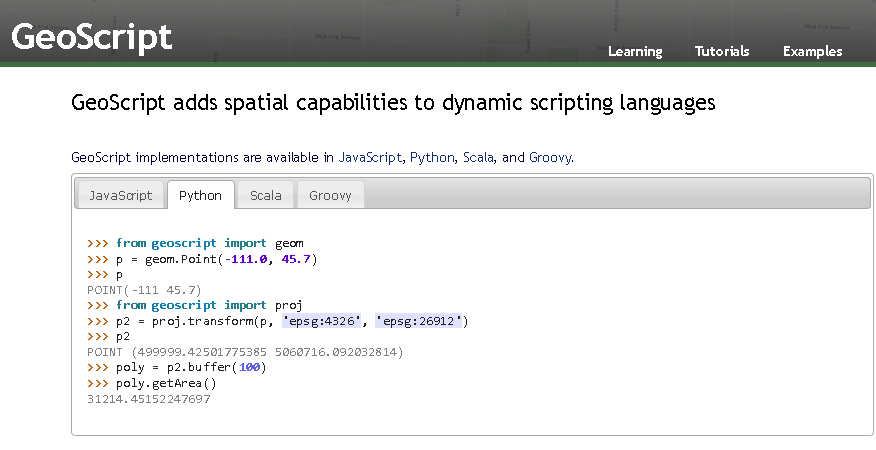 GeoScript
Learning Tutorials Examples
GeoScript adds spatial capabilities to dynamic scripting languages
GeoScript implementations are available in JavaScript, Python, Scala, and Groovy.
JavaScript Python Scala Groovy
>>> from geoscript import geom
>>> p = geom.Point(-111.0, 45.7)
>>> p
POINT(-111 45.7)
>>> from geoscript import proj
>>> p2 = proj.transform(p, 'epsg:4326', 'epsg:26912')
>>> p2
POINT (499999.42501775385 5060716.092032814)
>>> poly = p2.buffer(100)
>>> poly.getArea()
31214.45152247697